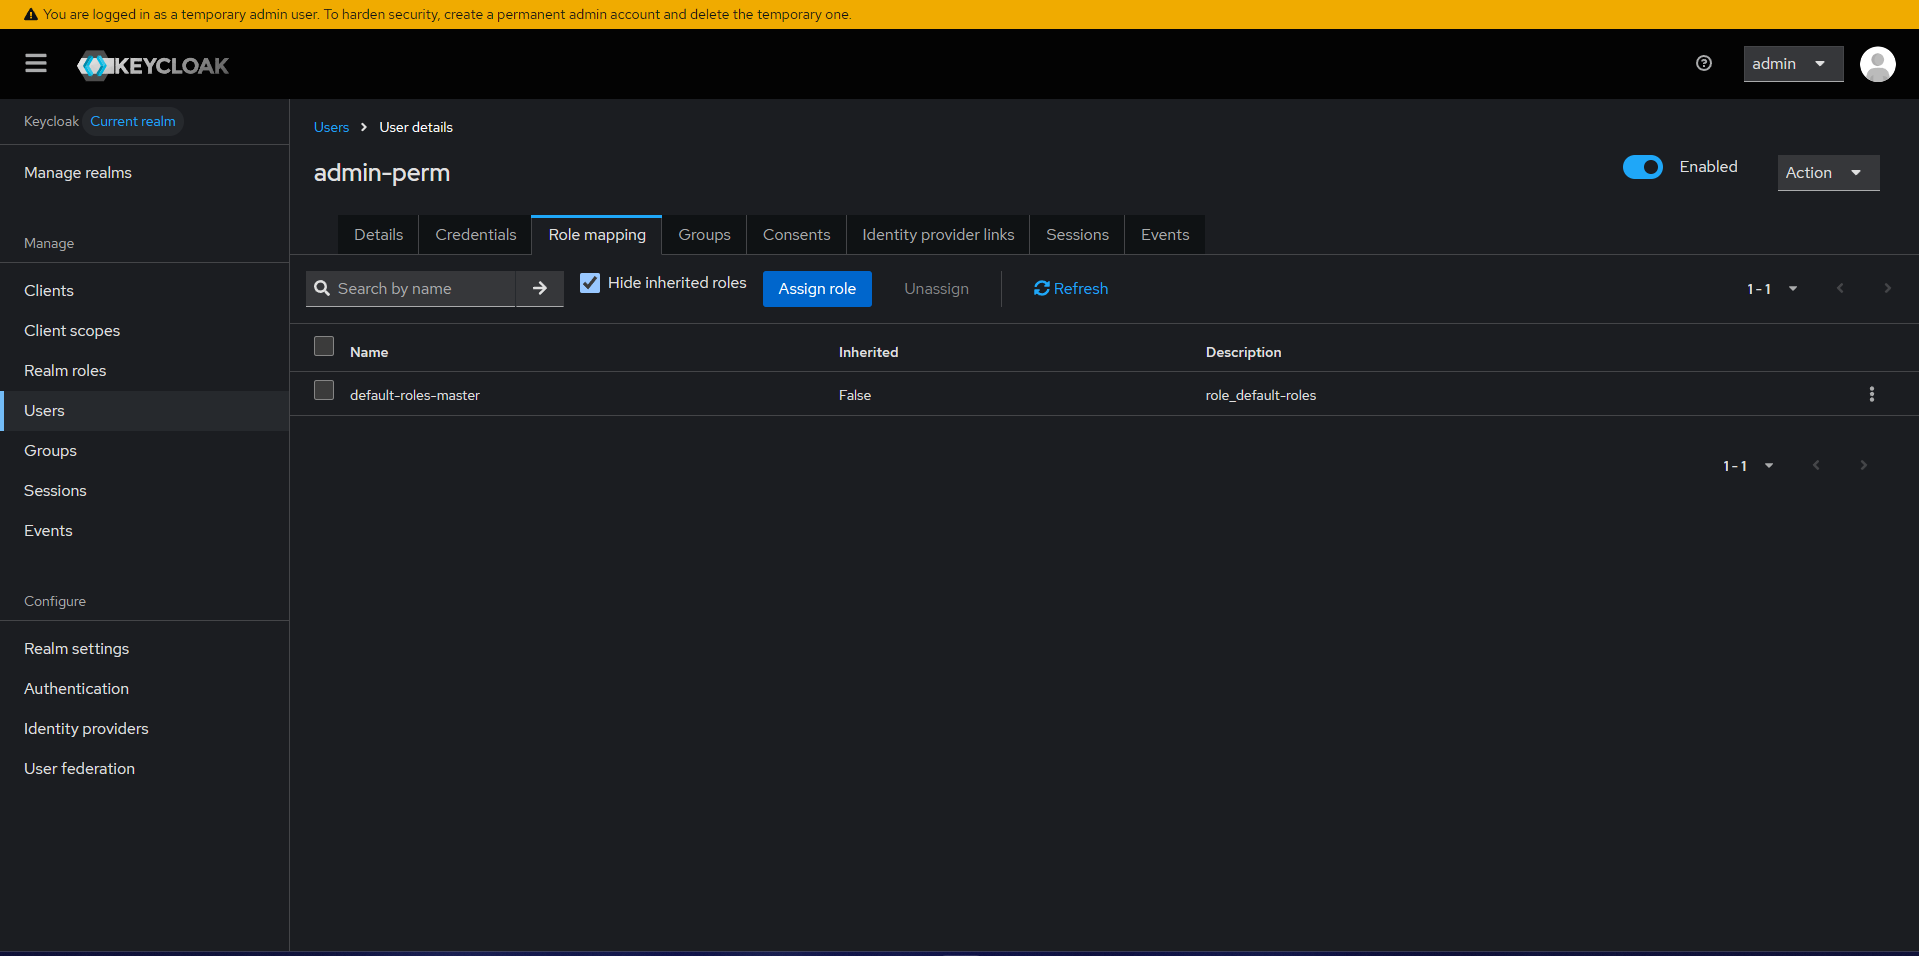 You are logged in as a temporary admin user. To harden security, create a permanent admin account and delete the temporary one.
KEYCLOAK
admin
Keycloak Current realm
Manage realms
Manage
Clients
Client scopes
Realm roles
Users
Groups
Sessions
Events
Configure
Realm settings
Authentication
Identity providers
User federation
Users User details
admin-perm
Enabled
Action
Details Credentials Role mapping Groups Consents Identity provider links Sessions Events
Search by name Hide inherited roles Assign role Unassign Refresh 1 - 1
Name Inherited Description
default-roles-master False role_default-roles
1 - 1